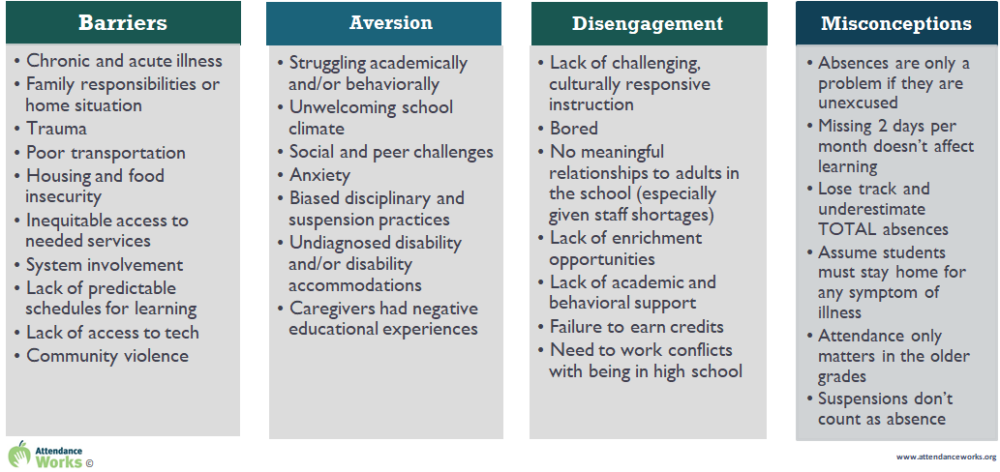 Barriers
• Chronic and acute illness
• Family responsibilities or
home situation
• Trauma
• Poor transportation
• Housing and food
insecurity
• Inequitable access to
needed services
• System involvement
• Lack of predictable
schedules for learning
• Lack of access to tech
• Community violence
Aversion
• Struggling academically
and/or behaviorally
• Unwelcoming school
climate
• Social and peer challenges
• Anxiety
• Biased disciplinary and
suspension practices
• Undiagnosed disability
and/or disability
accommodations
• Caregivers had negative
educational experiences
Disengagement
• Lack of challenging,
culturally responsive
instruction
• Bored
• No meaningful
relationships to adults in
the school (especially
given staff shortages)
• Lack of enrichment
opportunities
• Lack of academic and
behavioral support
• Failure to earn credits
• Need to work conflicts
with being in high school
Misconceptions
• Absences are only a
problem if they are
unexcused
• Missing 2 days per
month doesn’t affect
learning
• Lose track and
underestimate
TOTAL absences
• Assume students
must stay home for
any symptom of
illness
• Attendance only
matters in the older
grades
• Suspensions don’t
count as absence
Attendance
Works ©
www.attendanceworks.org